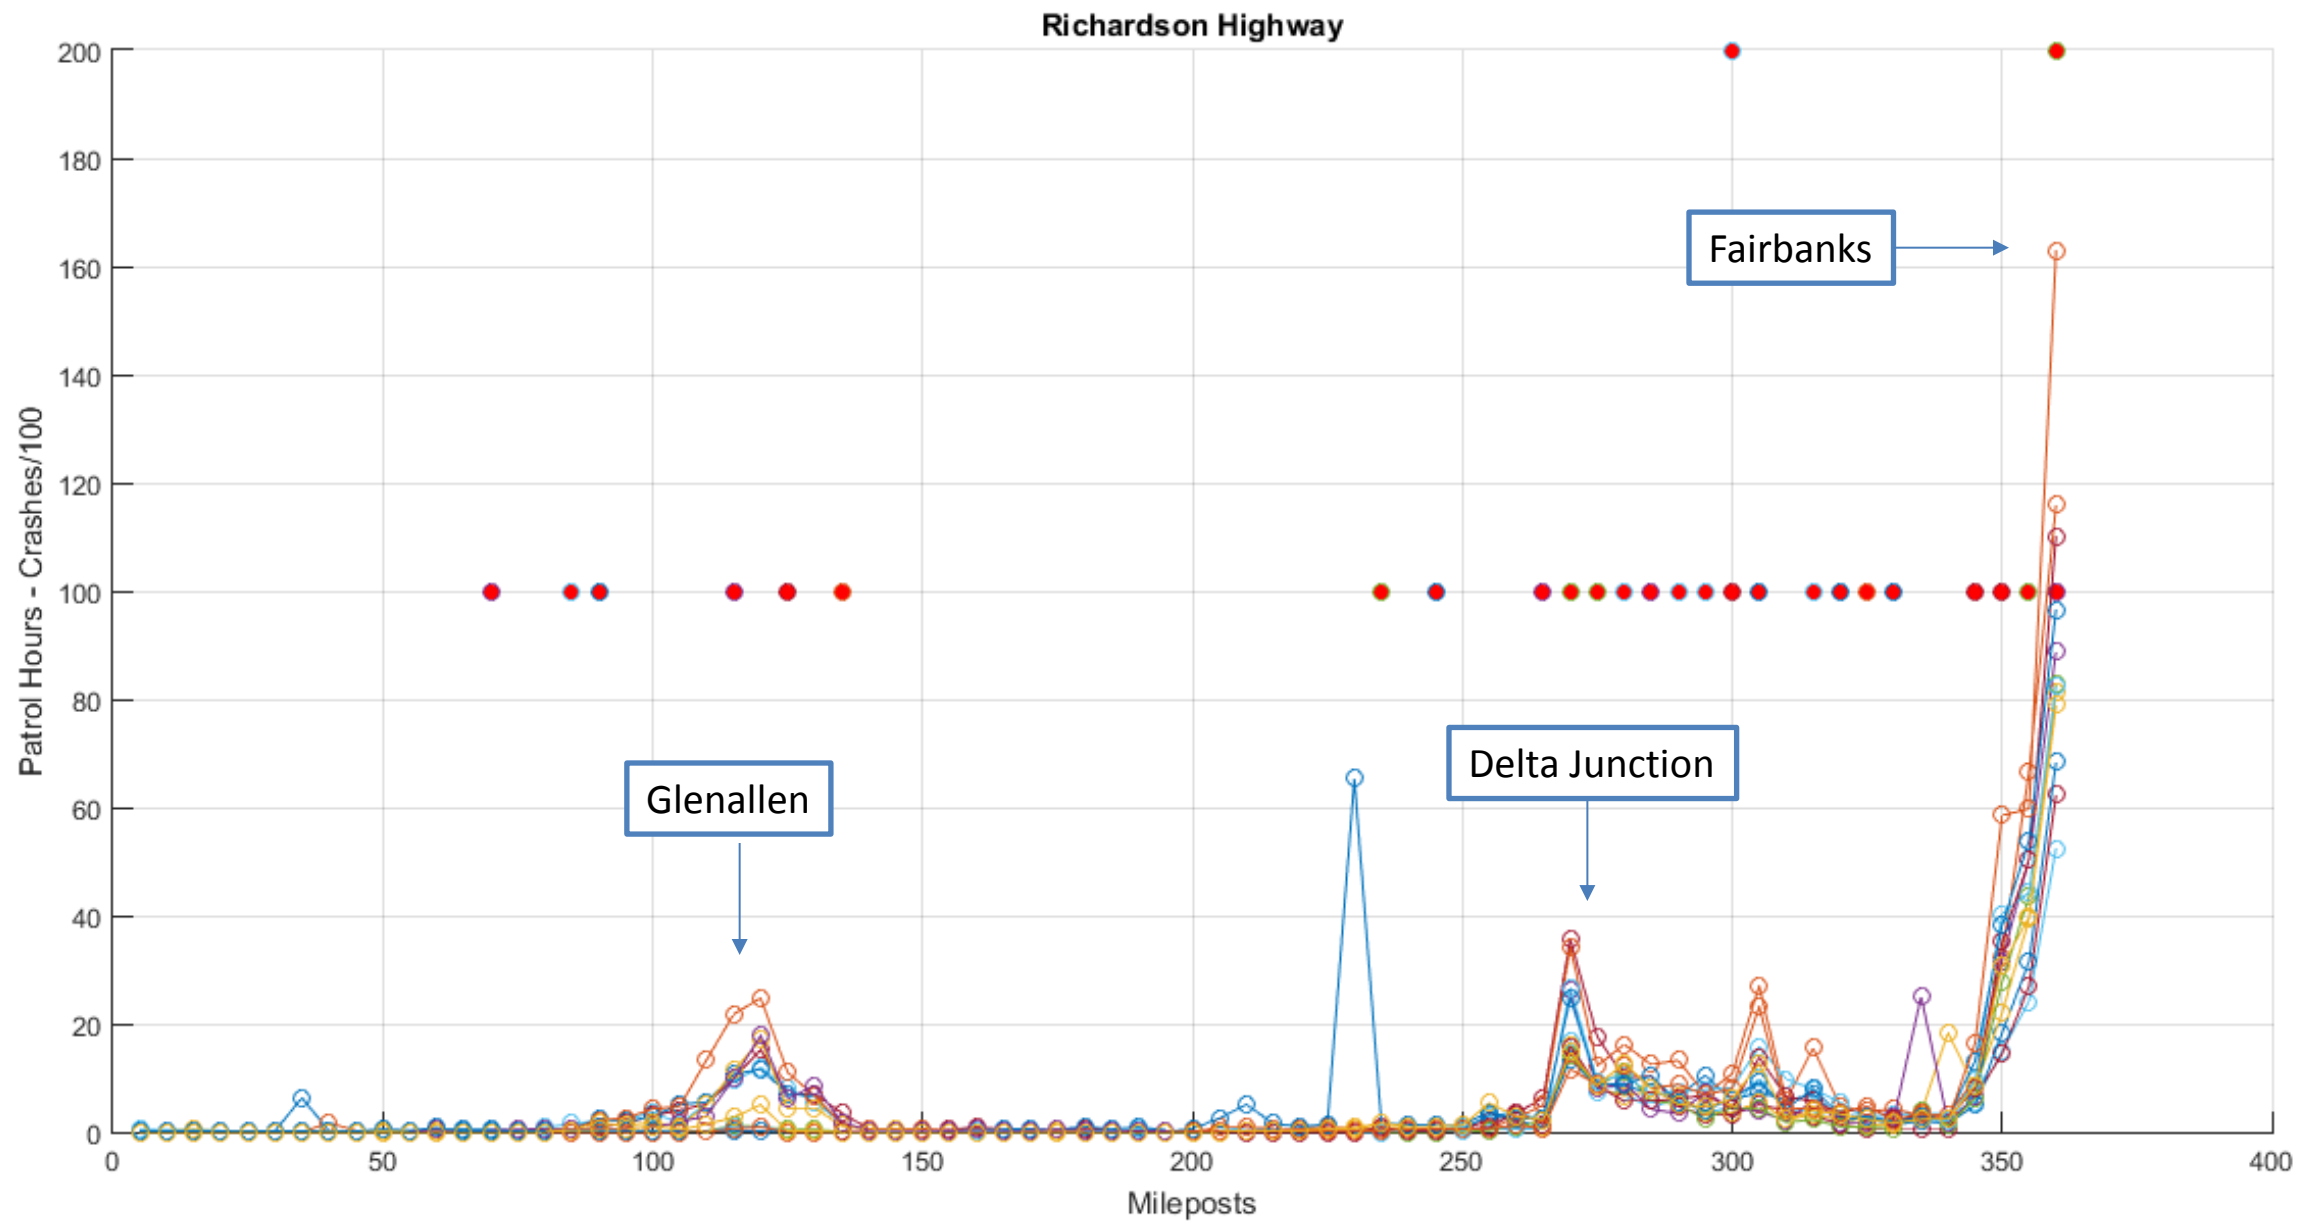 Richardson Highway
200
180
160
140
120
100
80
60
40
20
0
Patrol Hours - Crashes/100
Fairbanks
Delta Junction
Glenallen
0 50 100 150 200 250 300 350 400
Mileposts